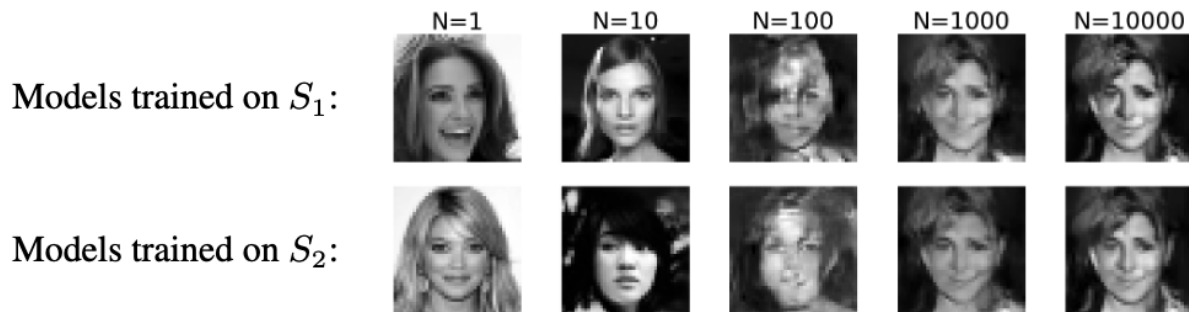 N=1 N=10 N=100 N=1000 N=10000
Models trained on S₁:
Models trained on S₂: